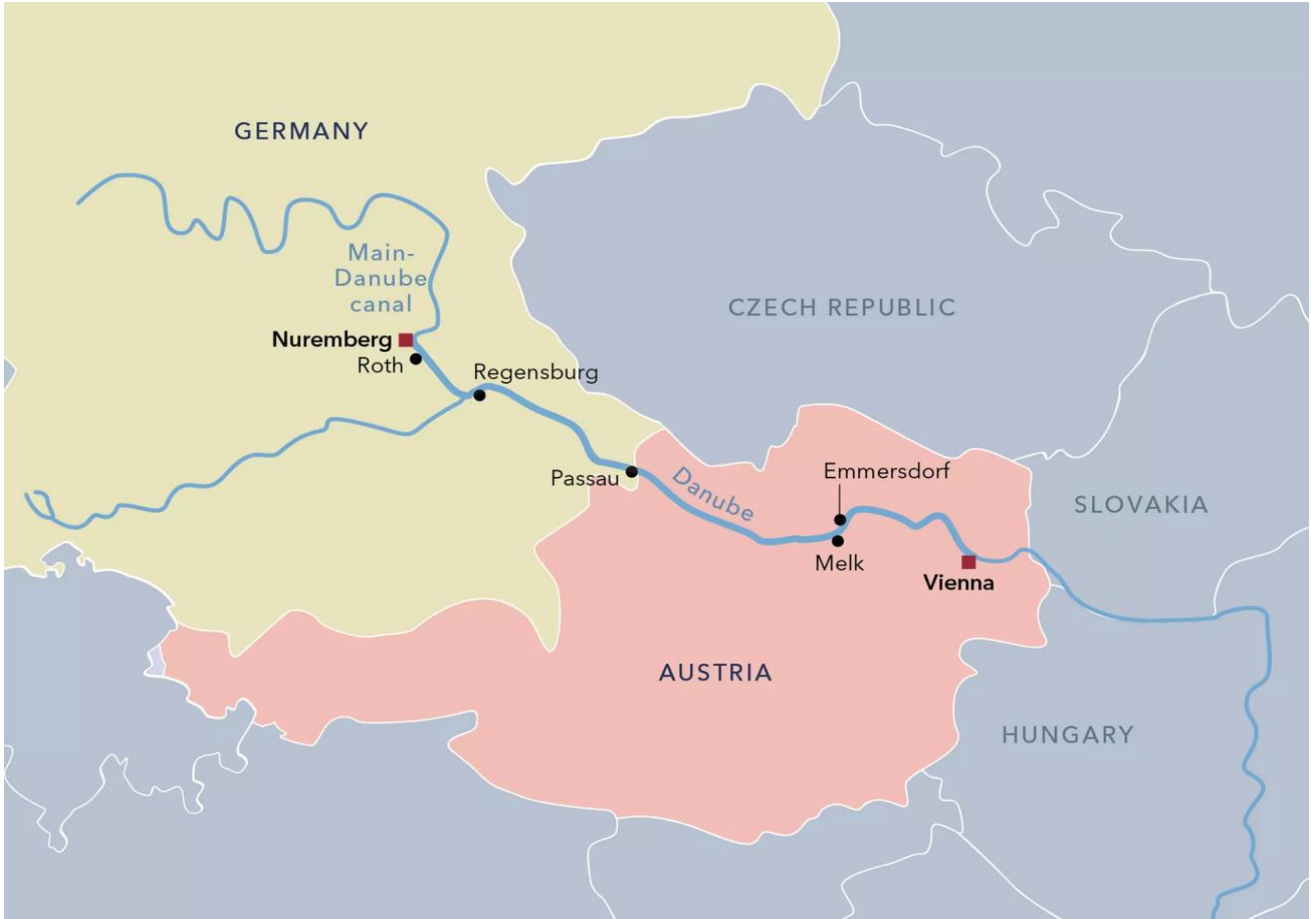 GERMANY
Main-
Danube
canal
CZECH REPUBLIC
Nuremberg
Roth
Regensburg
Passau
Danube
Emmersdorf
SLOVAKIA
Melk
Vienna
AUSTRIA
HUNGARY